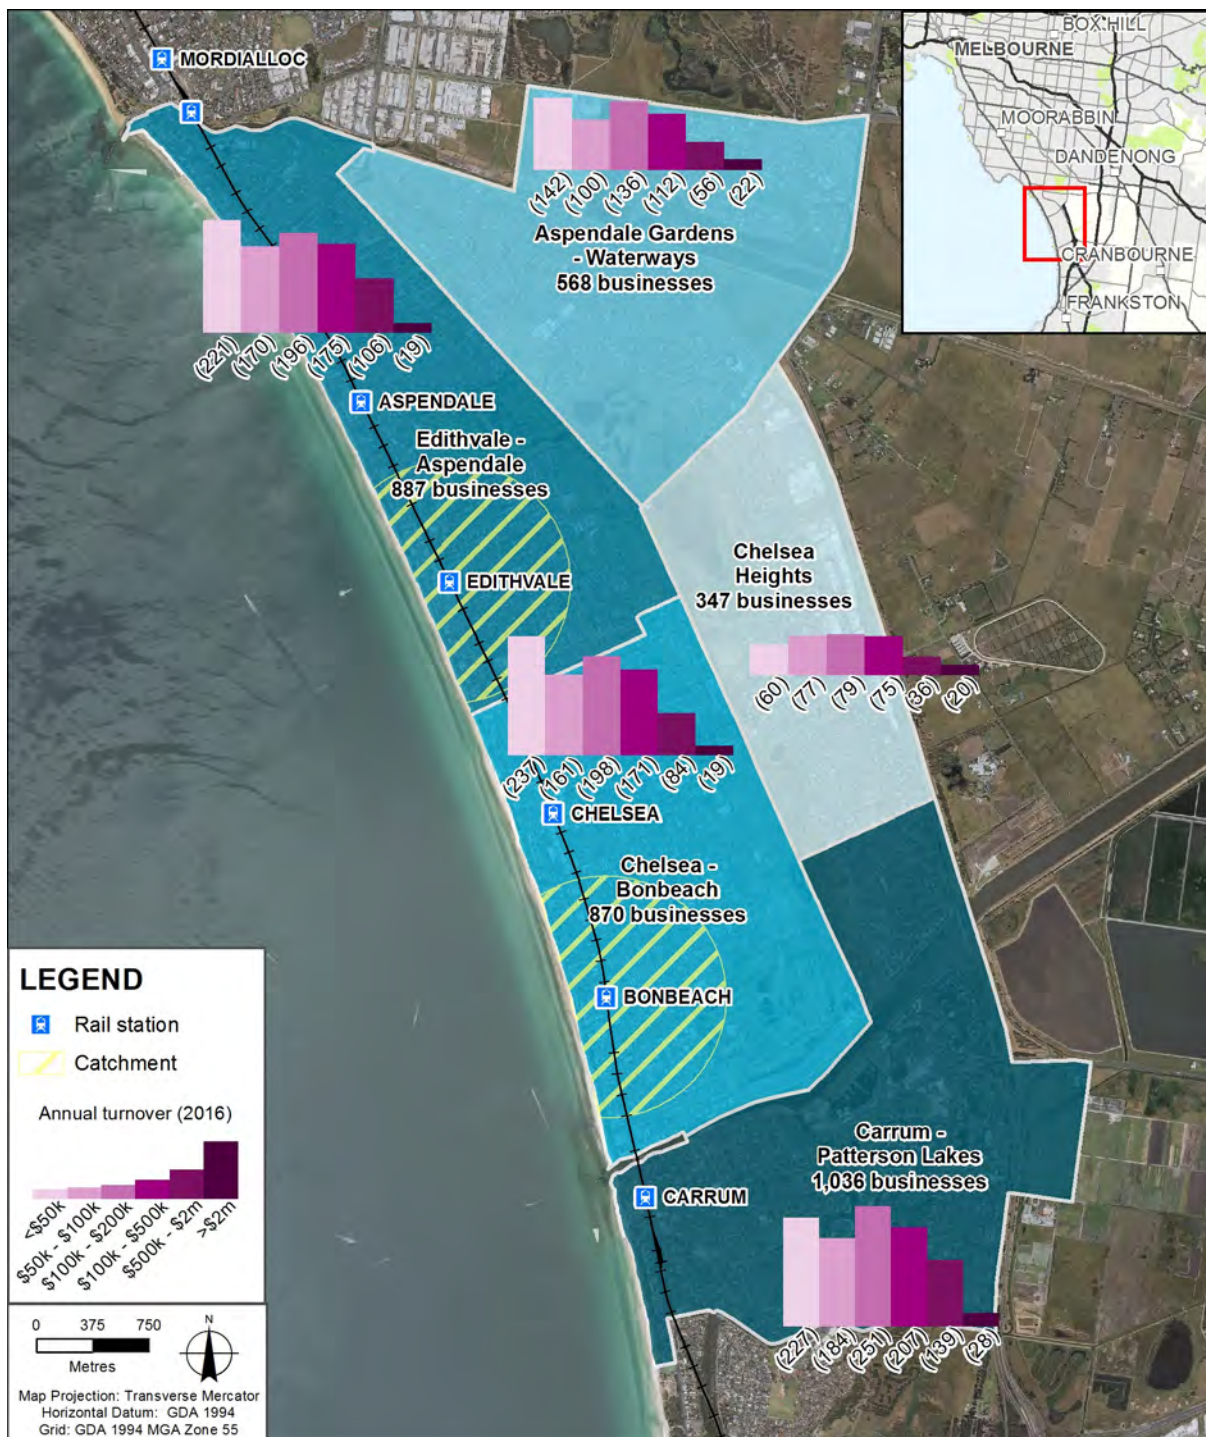 MORDIALLOC
BOX HILL
MELBOURNE
MOORABBIN
DANDENONG
CRANBOURNE
FRANKSTON
(142)
(100)
(136)
(112)
(56)
(22)
Aspendale Gardens
- Waterways
568 businesses
(221)
(170)
(196)
(175)
(106)
(19)
ASPENDALE
Edithvale -
Aspendale
887 businesses
EDITHVALE
Chelsea
Heights
347 businesses
(60)
(77)
(79)
(75)
(36)
(20)
(237)
(161)
(198)
(171)
(84)
(19)
CHELSEA
Chelsea -
Bonbeach
870 businesses
BONBEACH
CARRUM
Carrum -
Patterson Lakes
1,036 businesses
(227)
(184)
(251)
(207)
(139)
(28)
LEGEND
Rail station
Catchment
Annual turnover (2016)
<$50k
$50k - $100k
$100k - $200k
$100k - $500k
$500k - $2m
>$2m
0 375 750
Metres
N
Map Projection: Transverse Mercator
Horizontal Datum: GDA 1994
Grid: GDA 1994 MGA Zone 55